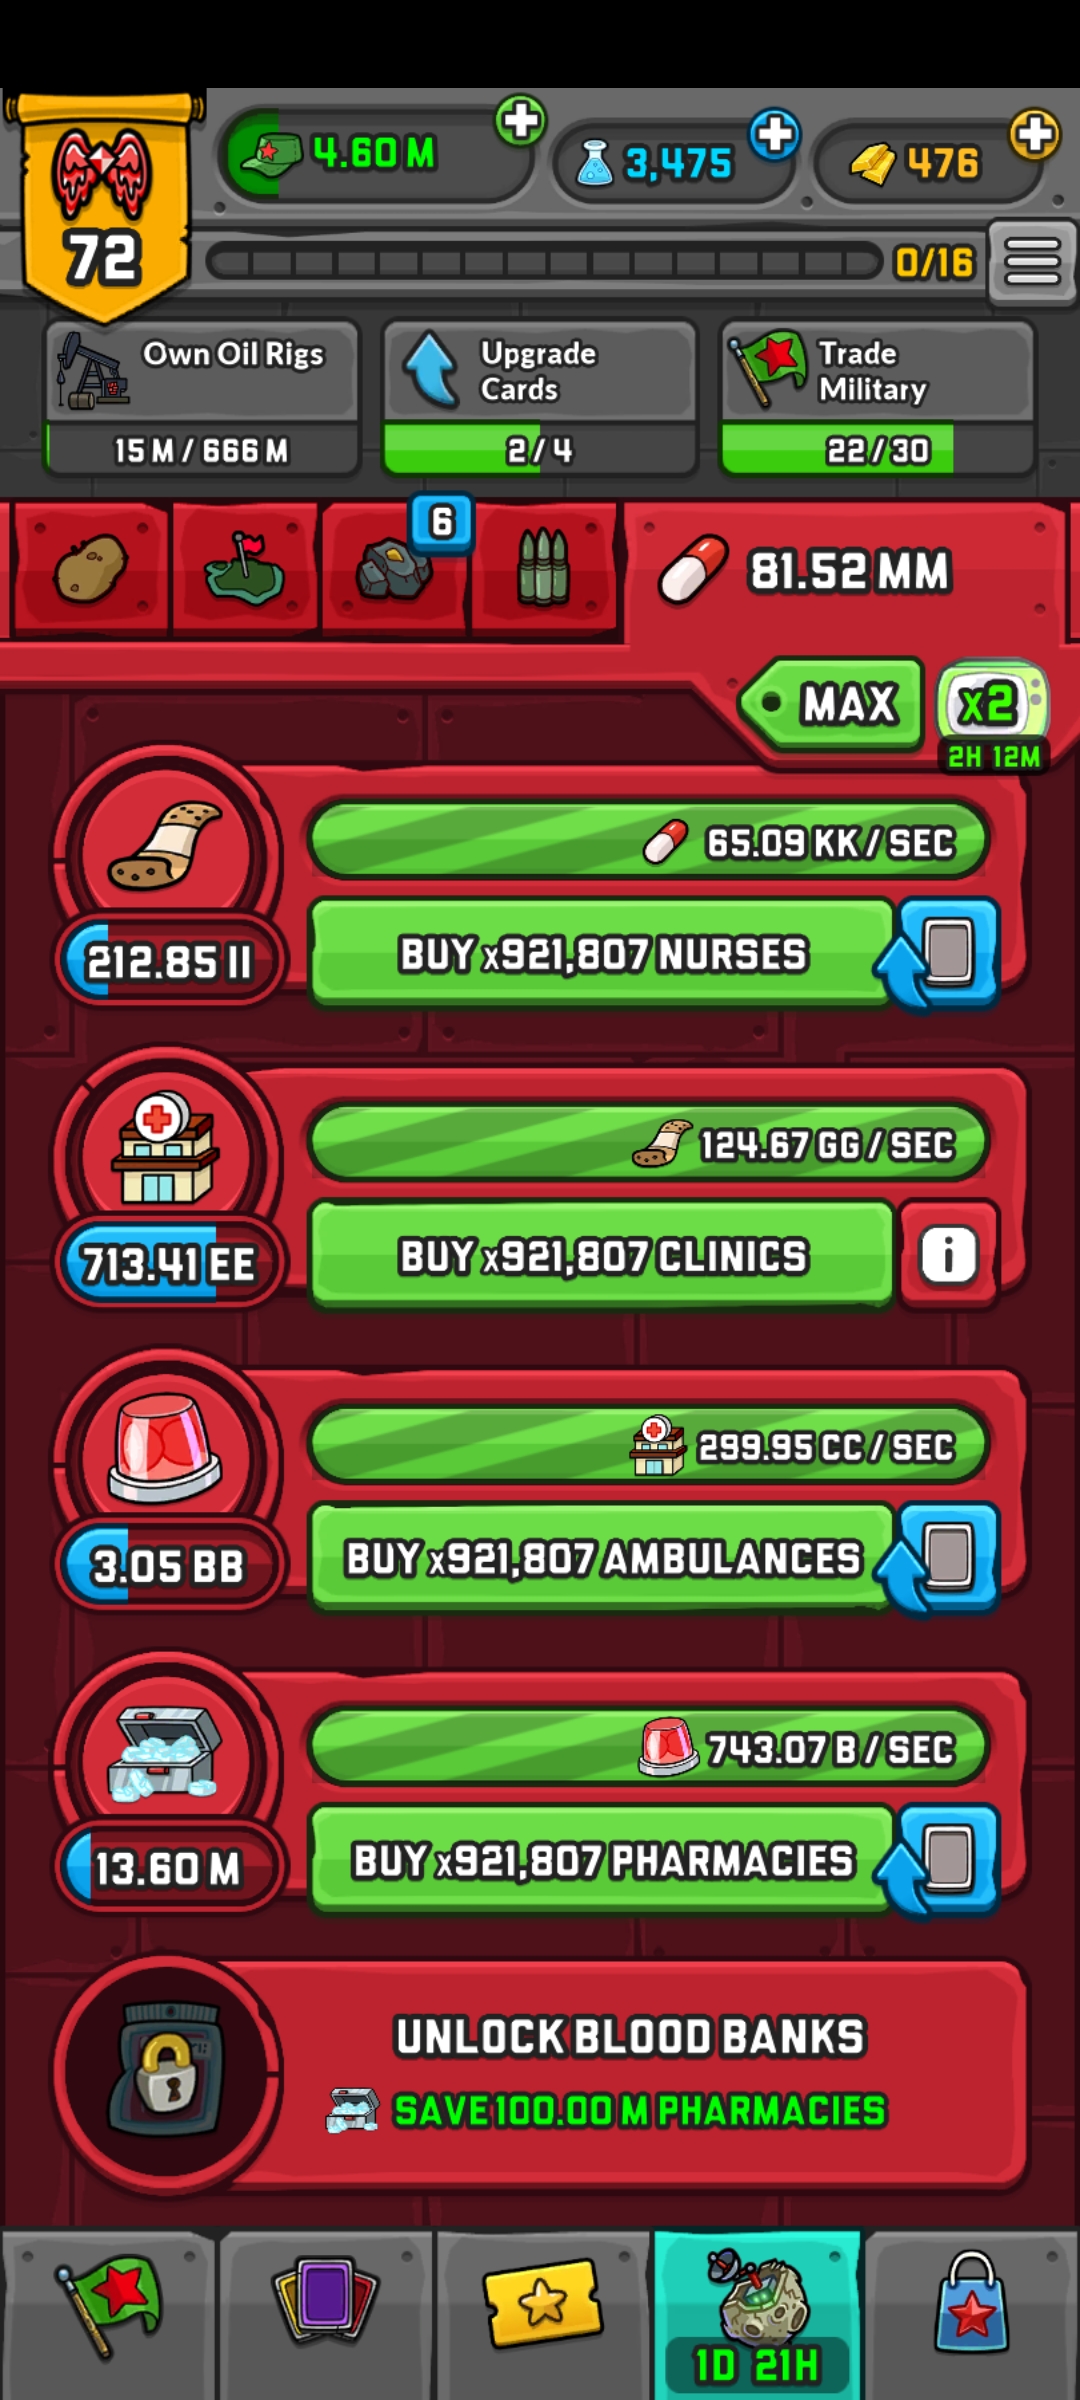 4.60 M
3,475
476
72
0/16
Own Oil Rigs
15 M / 666 M
Upgrade
Cards
2 / 4
Trade
Military
22 / 30
6
81.52 MM
MAX
x2
2H 12M
65.09 KK / SEC
212.85 II
BUY x921,807 NURSES
124.67 GG / SEC
713.41 EE
BUY x921,807 CLINICS
i
299.95 CC / SEC
3.05 BB
BUY x921,807 AMBULANCES
743.07 B / SEC
13.60 M
BUY x921,807 PHARMACIES
UNLOCK BLOOD BANKS
SAVE 100.00 M PHARMACIES
1D 21H